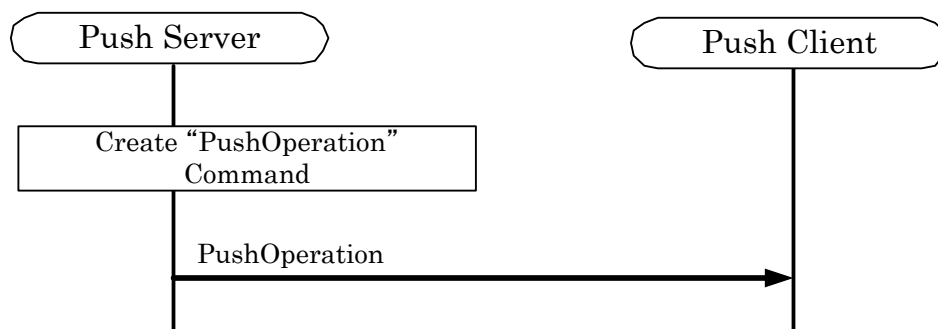 Push Server
Push Client
Create “PushOperation”
Command
PushOperation